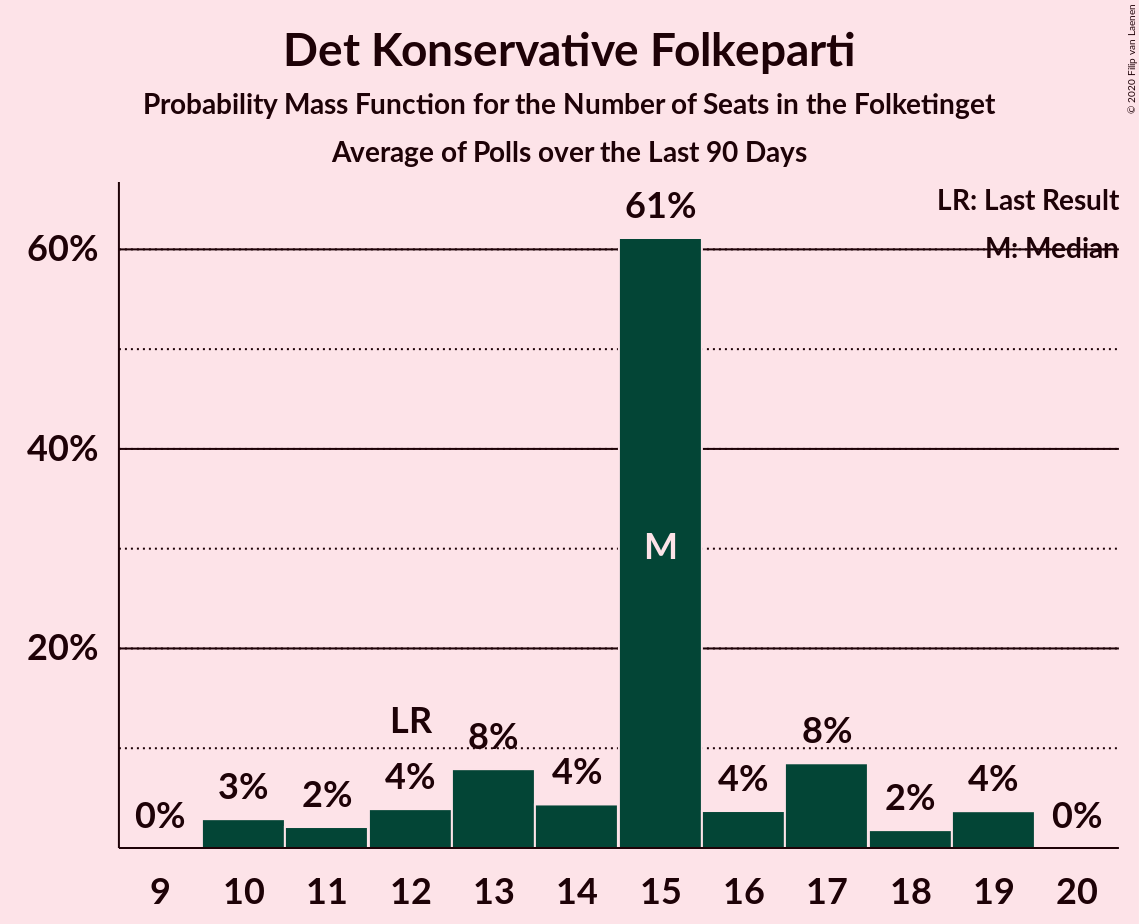 Det Konservative Folkeparti
Probability Mass Function for the Number of Seats in the Folketinget
Average of Polls over the Last 90 Days
© 2020 Filip van Laenen
LR: Last Result
M: Median
60%
40%
20%
0%
3%
2%
LR
4%
8%
4%
61%
M
4%
8%
2%
4%
0%
9 10 11 12 13 14 15 16 17 18 19 20